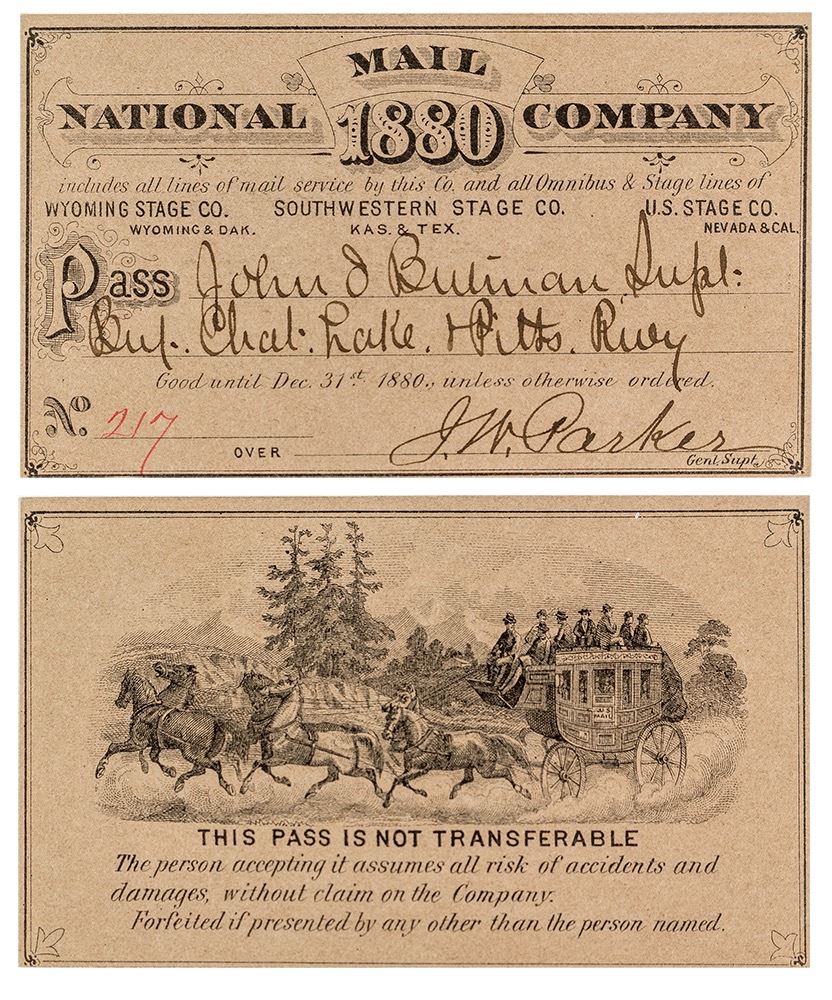 MAIL
NATIONAL 1880 COMPANY
includes all lines of mail service by this Co. and all Omnibus & Stage lines of
WYOMING STAGE CO. SOUTHWESTERN STAGE CO. U.S. STAGE CO.
WYOMING & DAK. KAS. & TEX. NEVADA & CAL.
Pass John J Butman Supt.
Buf. Chat. Lake. & Pitts. Rwy
Good until Dec. 31st 1880., unless otherwise ordered.
No. 217
OVER J. W. Parker
Genl. Supt.
U.S. MAIL
THIS PASS IS NOT TRANSFERABLE
The person accepting it assumes all risk of accidents and
damages, without claim on the Company.
Forfeited if presented by any other than the person named.